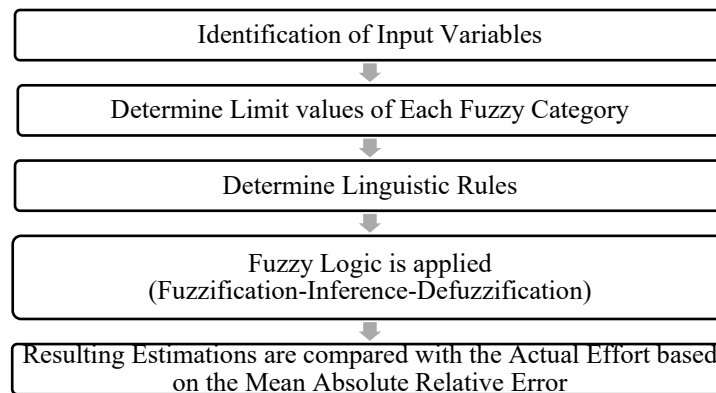 Identification of Input Variables
Determine Limit values of Each Fuzzy Category
Determine Linguistic Rules
Fuzzy Logic is applied
(Fuzzification-Inference-Defuzzification)
Resulting Estimations are compared with the Actual Effort based
on the Mean Absolute Relative Error